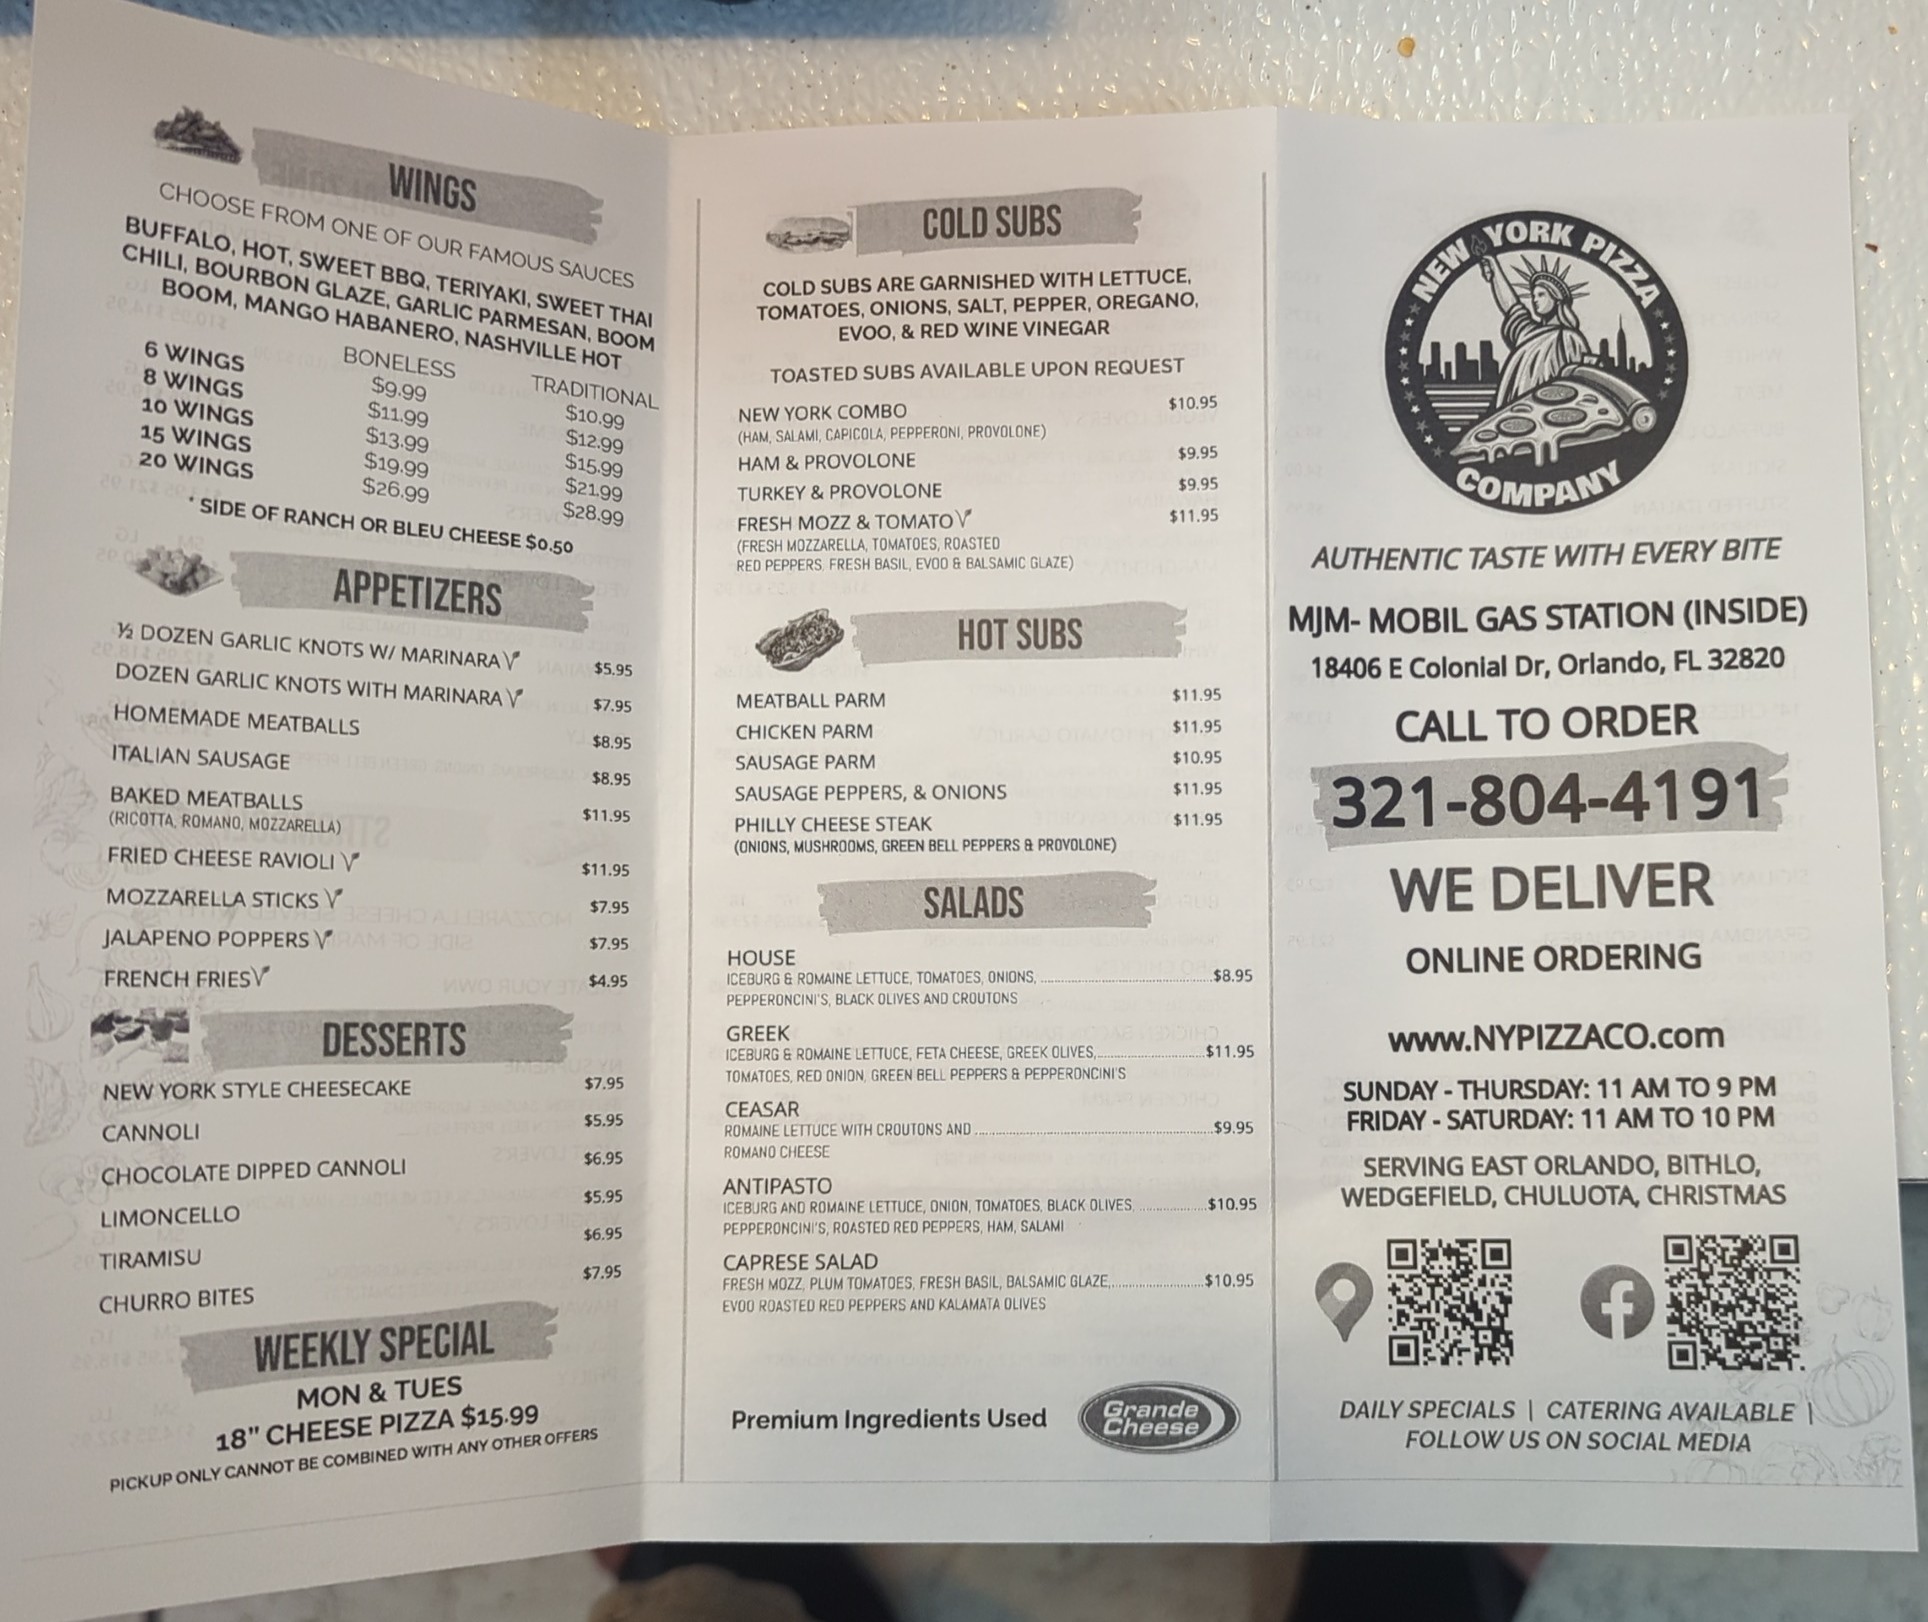 WINGS
CHOOSE FROM ONE OF OUR FAMOUS SAUCES
BUFFALO, HOT, SWEET BBQ, TERIYAKI, SWEET THAI
CHILI, BOURBON GLAZE, GARLIC PARMESAN, BOOM
BOOM, MANGO HABANERO, NASHVILLE HOT
BONELESS TRADITIONAL
6 WINGS $9.99 $10.99
8 WINGS $11.99 $12.99
10 WINGS $13.99 $15.99
15 WINGS $19.99 $21.99
20 WINGS $26.99 $28.99
* SIDE OF RANCH OR BLEU CHEESE $0.50
APPETIZERS
½ DOZEN GARLIC KNOTS W/ MARINARA V $5.95
DOZEN GARLIC KNOTS WITH MARINARA V $7.95
HOMEMADE MEATBALLS $8.95
ITALIAN SAUSAGE $8.95
BAKED MEATBALLS $11.95
(RICOTTA, ROMANO, MOZZARELLA)
FRIED CHEESE RAVIOLI V $11.95
MOZZARELLA STICKS V $7.95
JALAPENO POPPERS V $7.95
FRENCH FRIES V $4.95
DESSERTS
NEW YORK STYLE CHEESECAKE $7.95
CANNOLI $5.95
CHOCOLATE DIPPED CANNOLI $6.95
LIMONCELLO $5.95
TIRAMISU $6.95
CHURRO BITES $7.95
WEEKLY SPECIAL
MON & TUES
18" CHEESE PIZZA $15.99
PICKUP ONLY CANNOT BE COMBINED WITH ANY OTHER OFFERS
COLD SUBS
COLD SUBS ARE GARNISHED WITH LETTUCE,
TOMATOES, ONIONS, SALT, PEPPER, OREGANO,
EVOO, & RED WINE VINEGAR
TOASTED SUBS AVAILABLE UPON REQUEST
NEW YORK COMBO $10.95
(HAM, SALAMI, CAPICOLA, PEPPERONI, PROVOLONE)
HAM & PROVOLONE $9.95
TURKEY & PROVOLONE $9.95
FRESH MOZZ & TOMATO V $11.95
(FRESH MOZZARELLA, TOMATOES, ROASTED
RED PEPPERS, FRESH BASIL, EVOO & BALSAMIC GLAZE)
HOT SUBS
MEATBALL PARM $11.95
CHICKEN PARM $11.95
SAUSAGE PARM $10.95
SAUSAGE PEPPERS, & ONIONS $11.95
PHILLY CHEESE STEAK $11.95
(ONIONS, MUSHROOMS, GREEN BELL PEPPERS & PROVOLONE)
SALADS
HOUSE
ICEBURG & ROMAINE LETTUCE, TOMATOES, ONIONS, ........ $8.95
PEPPERONCINI'S, BLACK OLIVES AND CROUTONS
GREEK
ICEBURG & ROMAINE LETTUCE, FETA CHEESE, GREEK OLIVES, ........ $11.95
TOMATOES, RED ONION, GREEN BELL PEPPERS & PEPPERONCINI'S
CEASAR
ROMAINE LETTUCE WITH CROUTONS AND ........ $9.95
ROMANO CHEESE
ANTIPASTO
ICEBURG AND ROMAINE LETTUCE, ONION, TOMATOES, BLACK OLIVES, ........ $10.95
PEPPERONCINI'S, ROASTED RED PEPPERS, HAM, SALAMI
CAPRESE SALAD
FRESH MOZZ, PLUM TOMATOES, FRESH BASIL, BALSAMIC GLAZE, ........ $10.95
EVOO ROASTED RED PEPPERS AND KALAMATA OLIVES
Premium Ingredients Used
Grande
Cheese
NEW YORK PIZZA
COMPANY
AUTHENTIC TASTE WITH EVERY BITE
MJM- MOBIL GAS STATION (INSIDE)
18406 E Colonial Dr, Orlando, FL 32820
CALL TO ORDER
321-804-4191
WE DELIVER
ONLINE ORDERING
www.NYPIZZACO.com
SUNDAY - THURSDAY: 11 AM TO 9 PM
FRIDAY - SATURDAY: 11 AM TO 10 PM
SERVING EAST ORLANDO, BITHLO,
WEDGEFIELD, CHULUOTA, CHRISTMAS
DAILY SPECIALS | CATERING AVAILABLE |
FOLLOW US ON SOCIAL MEDIA